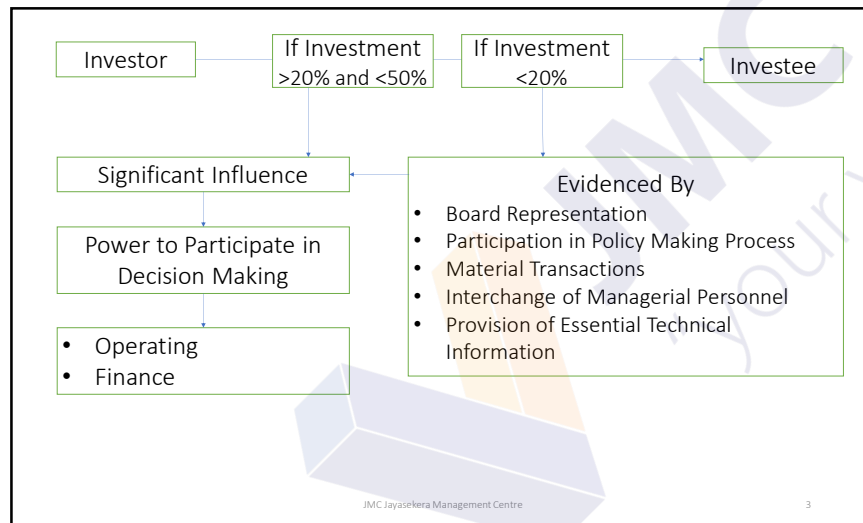 Investor
If Investment
>20% and <50%
If Investment
<20%
Investee
Significant Influence
Power to Participate in
Decision Making
• Operating
• Finance
Evidenced By
• Board Representation
• Participation in Policy Making Process
• Material Transactions
• Interchange of Managerial Personnel
• Provision of Essential Technical
Information
JMC
"your
JMC Jayasekera Management Centre
3